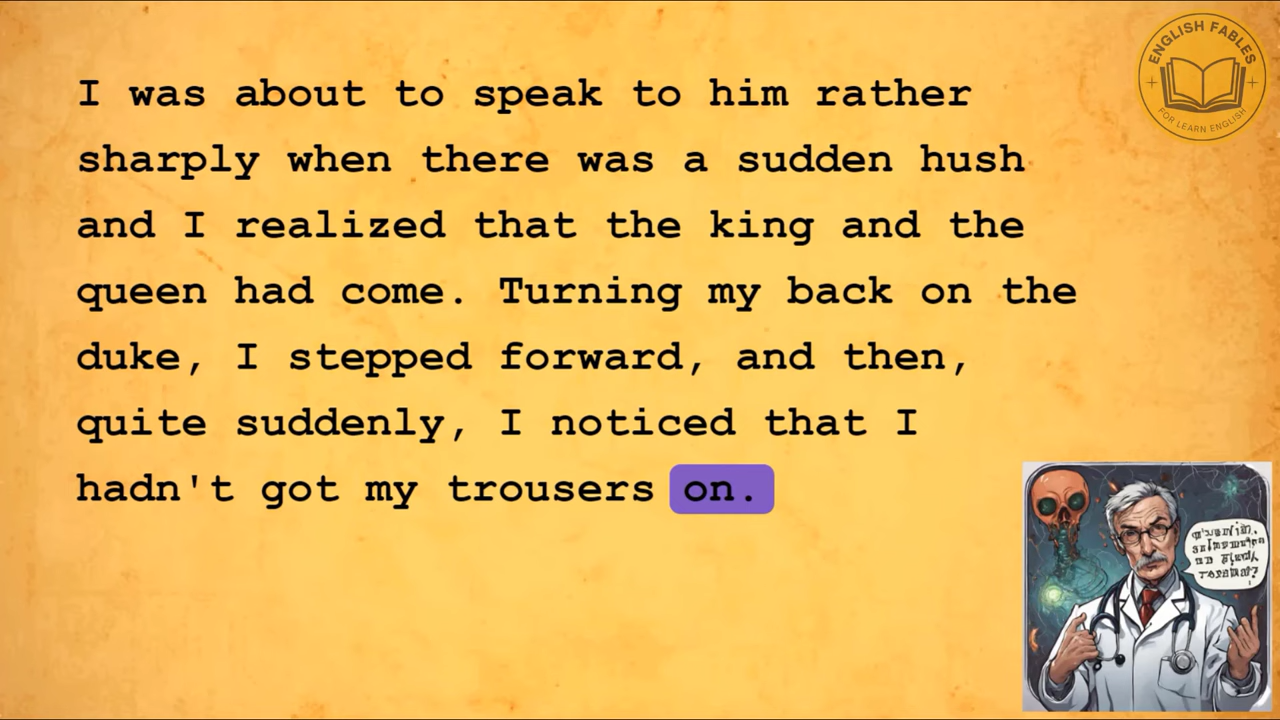 I was about to speak to him rather
sharply when there was a sudden hush
and I realized that the king and the
queen had come. Turning my back on the
duke, I stepped forward, and then,
quite suddenly, I noticed that I
hadn't got my trousers on.
ENGLISH FABLES
FOR LEARN ENGLISH